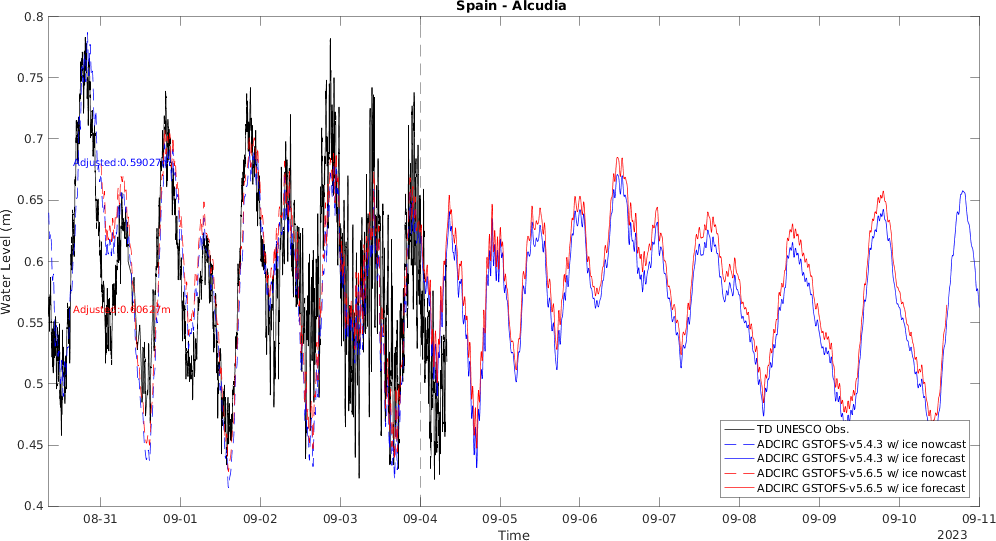 Spain - Alcudia
Water Level (m)
0.8
0.75
0.7
0.65
0.6
0.55
0.5
0.45
0.4
Adjusted:0.59027m
Adjusted:0.60627m
TD UNESCO Obs.
ADCIRC GSTOFS-v5.4.3 w/ ice nowcast
ADCIRC GSTOFS-v5.4.3 w/ ice forecast
ADCIRC GSTOFS-v5.6.5 w/ ice nowcast
ADCIRC GSTOFS-v5.6.5 w/ ice forecast
08-31 09-01 09-02 09-03 09-04 09-05 09-06 09-07 09-08 09-09 09-10 09-11
Time
2023